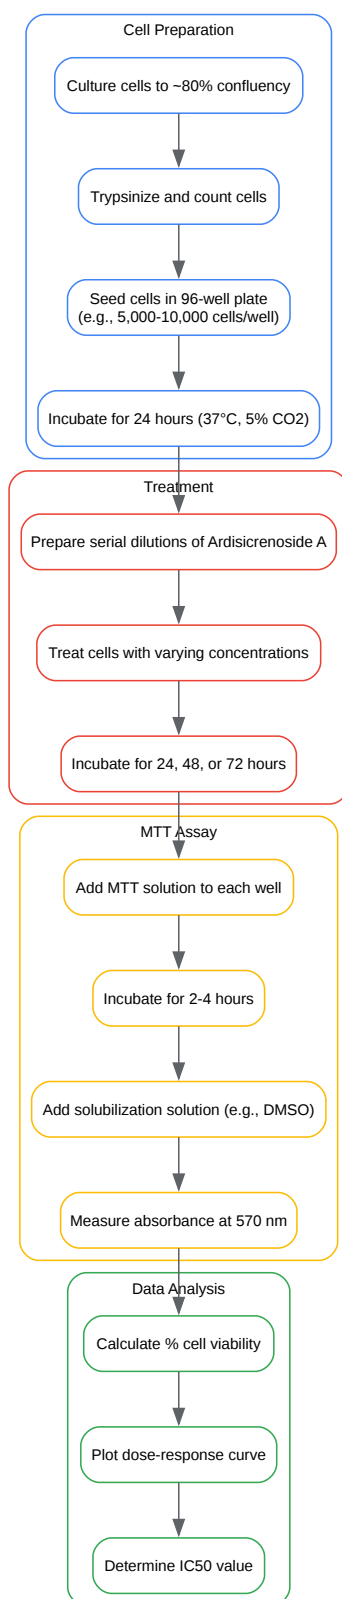 Cell Preparation
Culture cells to ~80% confluency
Trypsinize and count cells
Seed cells in 96-well plate
(e.g., 5,000-10,000 cells/well)
Incubate for 24 hours (37°C, 5% CO2)
Treatment
Prepare serial dilutions of Ardisicrenoside A
Treat cells with varying concentrations
Incubate for 24, 48, or 72 hours
MTT Assay
Add MTT solution to each well
Incubate for 2-4 hours
Add solubilization solution (e.g., DMSO)
Measure absorbance at 570 nm
Data Analysis
Calculate % cell viability
Plot dose-response curve
Determine IC50 value